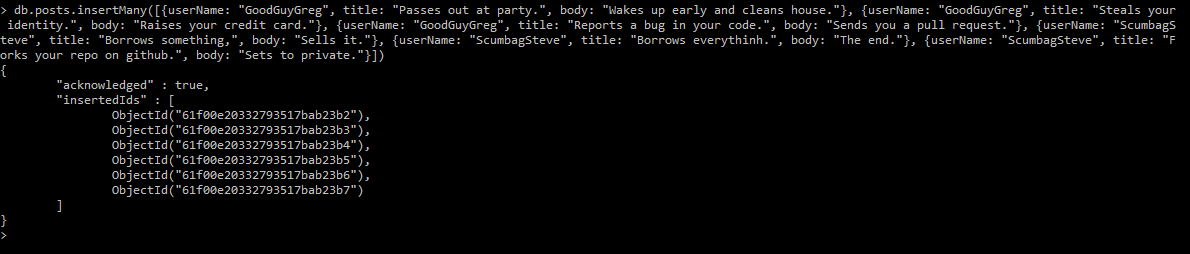 > db.posts.insertMany([{userName: "GoodGuyGreg", title: "Passes out at party.", body: "Wakes up early and cleans house."}, {userName: "GoodGuyGreg", title: "Steals your
 identity.", body: "Raises your credit card."}, {userName: "GoodGuyGreg", title: "Reports a bug in your code.", body: "Sends you a pull request."}, {userName: "ScumbagS
teve", title: "Borrows something,", body: "Sells it."}, {userName: "ScumbagSteve", title: "Borrows everythinh.", body: "The end."}, {userName: "ScumbagSteve", title: "F
orks your repo on github.", body: "Sets to private."}])
{
        "acknowledged" : true,
        "insertedIds" : [
                ObjectId("61f00e20332793517bab23b2"),
                ObjectId("61f00e20332793517bab23b3"),
                ObjectId("61f00e20332793517bab23b4"),
                ObjectId("61f00e20332793517bab23b5"),
                ObjectId("61f00e20332793517bab23b6"),
                ObjectId("61f00e20332793517bab23b7")
        ]
}
>